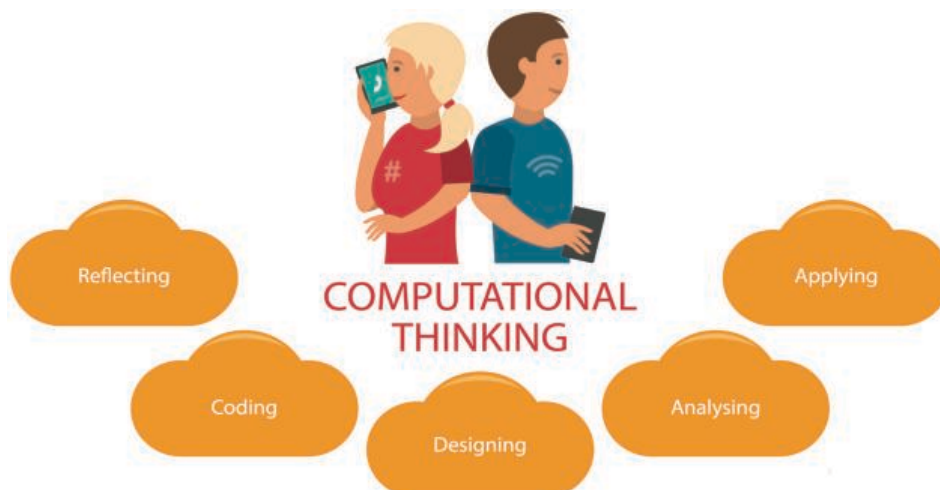 #
Reflecting
Applying
COMPUTATIONAL
THINKING
Coding
Analysing
Designing